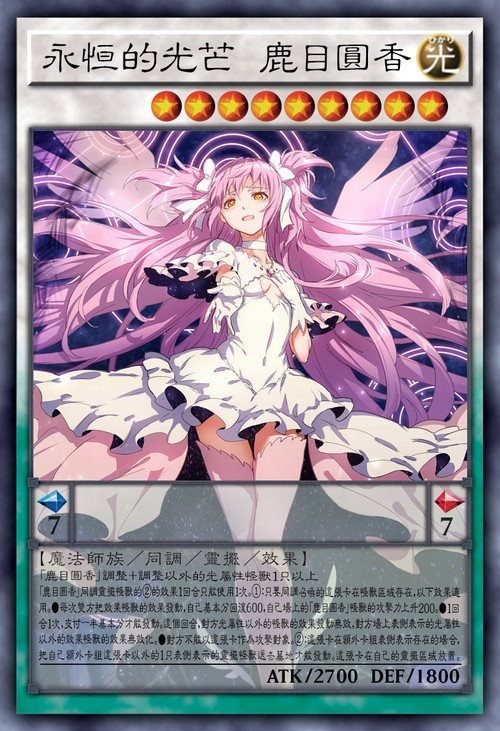 永恒的光芒 鹿目圓香
ひかり
光
7
7
【魔法師族／同調／靈擺／效果】
「鹿目圓香」調整+調整以外的光屬性怪獸1只以上
「鹿目圓香」同調靈擺怪獸的②的效果1回合只能使用1次。①:只要同調召喚的這張卡在怪獸區域存在,以下效果適
用。●每次雙方把效果怪獸的效果發動,自己基本分回復600,自己場上的「鹿目圓香」怪獸的攻擊力上升200。●1回
合1次,支付一半基本分才能發動。這個回合,對方光屬性以外的怪獸的效果發動無效,對方場上表側表示的光屬性
以外的效果怪獸的效果無效化。●對方不能以這張卡作為攻擊對象。②:這張卡在額外卡組表側表示存在的場合,
把自己額外卡組這張卡以外的1只表側表示的靈擺怪獸送去墓地才能發動。這張卡在自己的靈擺區域放置。
ATK/2700 DEF/1800